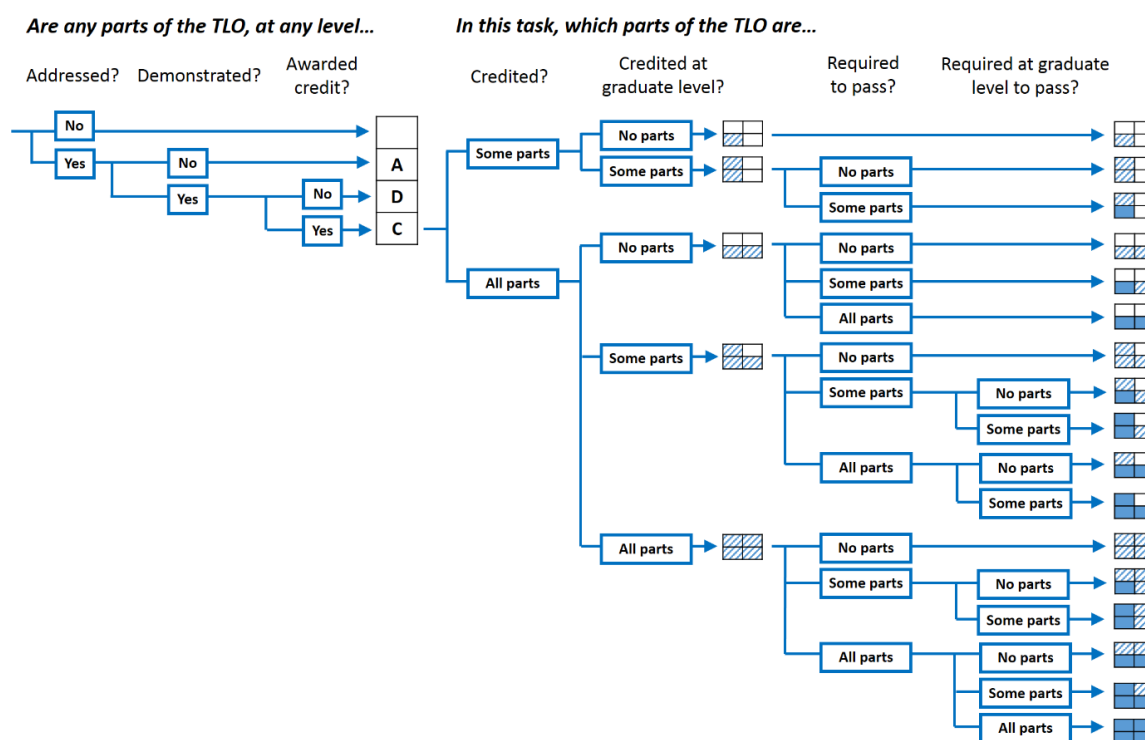 Are any parts of the TLO, at any level...
In this task, which parts of the TLO are...
Addressed?
Demonstrated?
Awarded
credit?
Credited?
Credited at
graduate level?
Required
to pass?
Required at graduate
level to pass?
No
Yes
No
Yes
No
Yes
A
D
C
Some parts
No parts
Some parts
No parts
Some parts
All parts
No parts
No parts
Some parts
All parts
Some parts
No parts
Some parts
No parts
Some parts
All parts
No parts
Some parts
All parts
No parts
Some parts
No parts
Some parts
All parts
No parts
Some parts
All parts